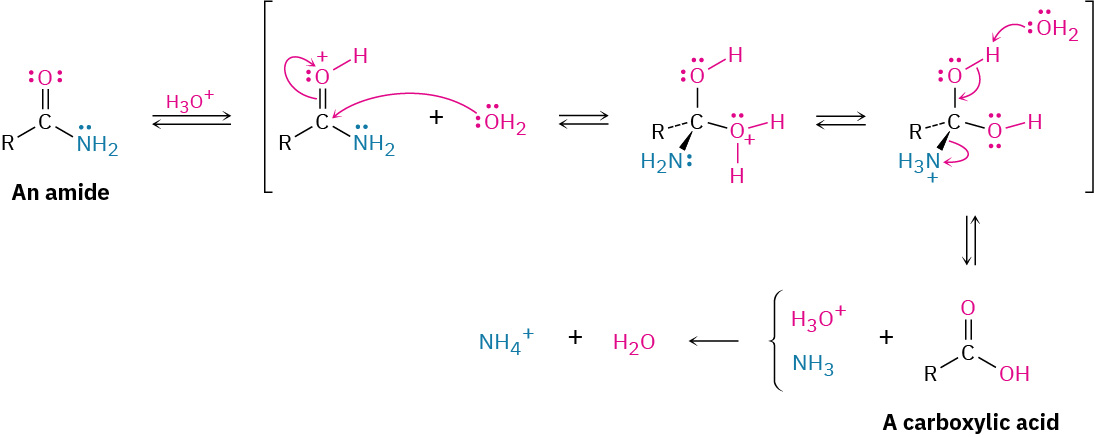 O
R C NH₂
An amide
H₃O⁺
+ O H
R C NH₂
+
OH₂
O H
R C O H
+
H₂N
H
OH₂
O H
R C O H
H₃N
+
NH₄⁺ + H₂O
H₃O⁺
NH₃
+
O
R C OH
A carboxylic acid